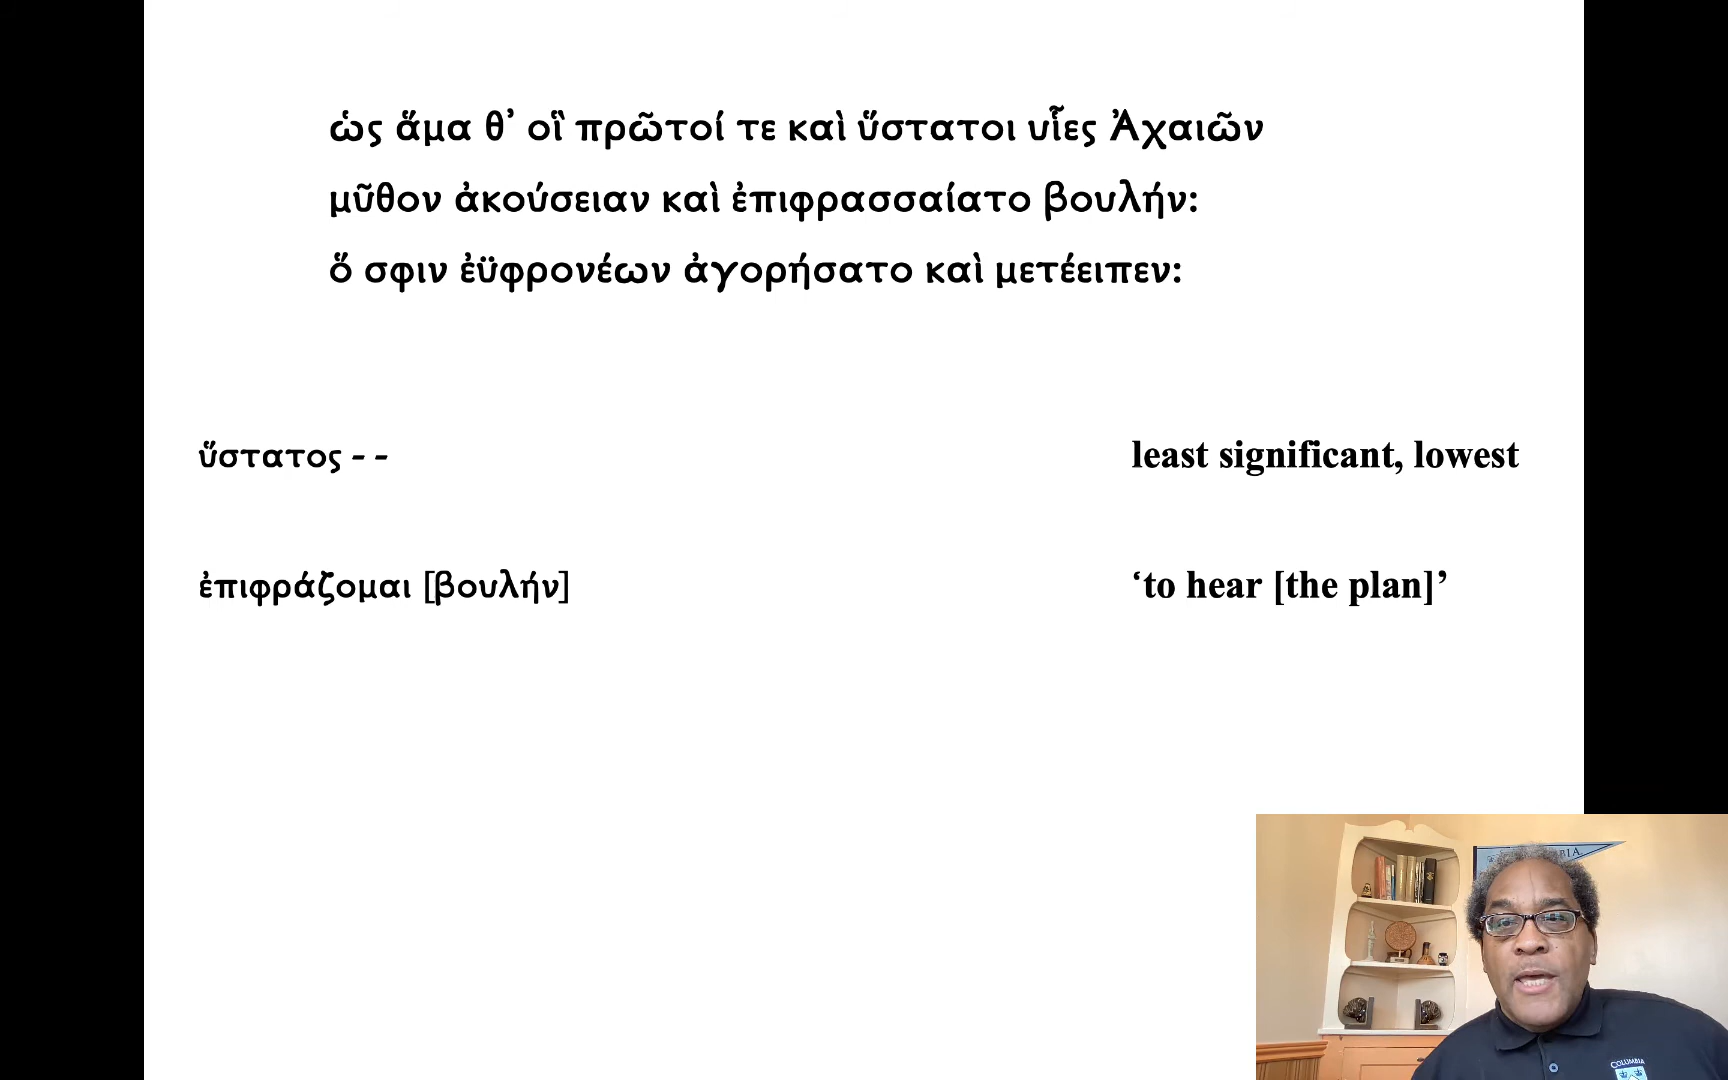 ὡς ἅμα θ’ οἳ πρῶτοί τε καὶ ὕστατοι υἷες Ἀχαιῶν
μῦθον ἀκούσειαν καὶ ἐπιφρασσαίατο βουλήν:
ὅ σφιν ἐϋφρονέων ἀγορήσατο καὶ μετέειπεν:
ὕστατος - - least significant, lowest
ἐπιφράζομαι [βουλήν] ‘to hear [the plan]’
COLUMBIA